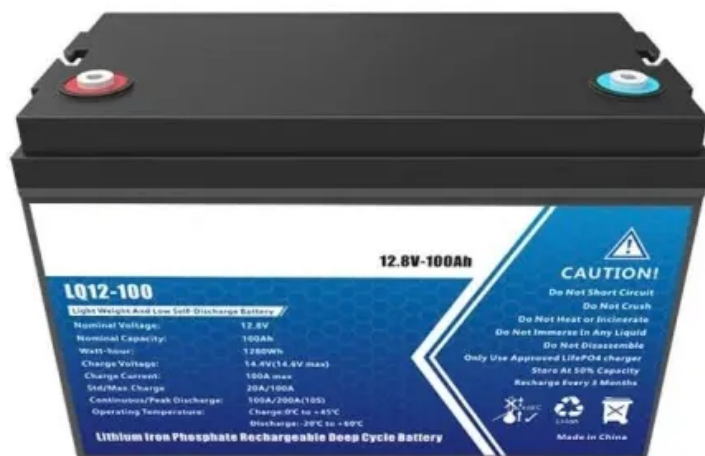 12.8V-100Ah
LQ12-100
Light Weight And Low Self-Discharge Battery
Nominal Voltage: 12.8V
Nominal Capacity: 100Ah
Watt-hour: 1280Wh
Charge Voltage: 14.4V(14.6V max)
Charge Current: 100A max
Std/Max.Charge 20A/100A
Continuous/Peak Discharge: 100A/200A(10S)
Operating Temperature: Charge:0℃ to +45℃
Discharge:-20℃ to +60℃
Lithium Iron Phosphate Rechargeable Deep Cycle Battery
CAUTION!
Do Not Short Circuit
Do Not Crush
Do Not Heat or Incinerate
Do Not Immerse In Any Liquid
Do Not Disassemble
Only Use Approved LifePO4 charger
Store At 50% Capacity
Recharge Every 3 Months
Li-ion
Made in China